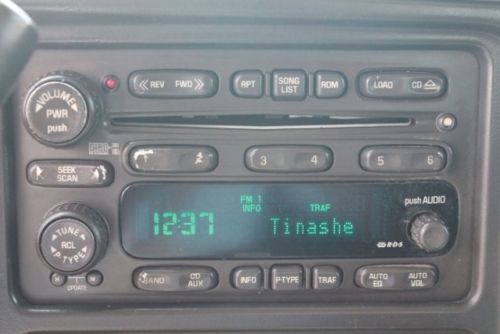 VOLUME
PWR
push
REV FWD
RPT
SONG
LIST
RDM
LOAD CD
SEEK
SCAN
3 4
5 6
TUNE
RCL
P-TYPE
M M
UPDATE
FM 1
INFO
TRAF
12:37
Tinashe
push AUDIO
R·D·S
CD
AUX
INFO
P-TYPE
TRAF
AUTO
EQ
AUTO
VOL